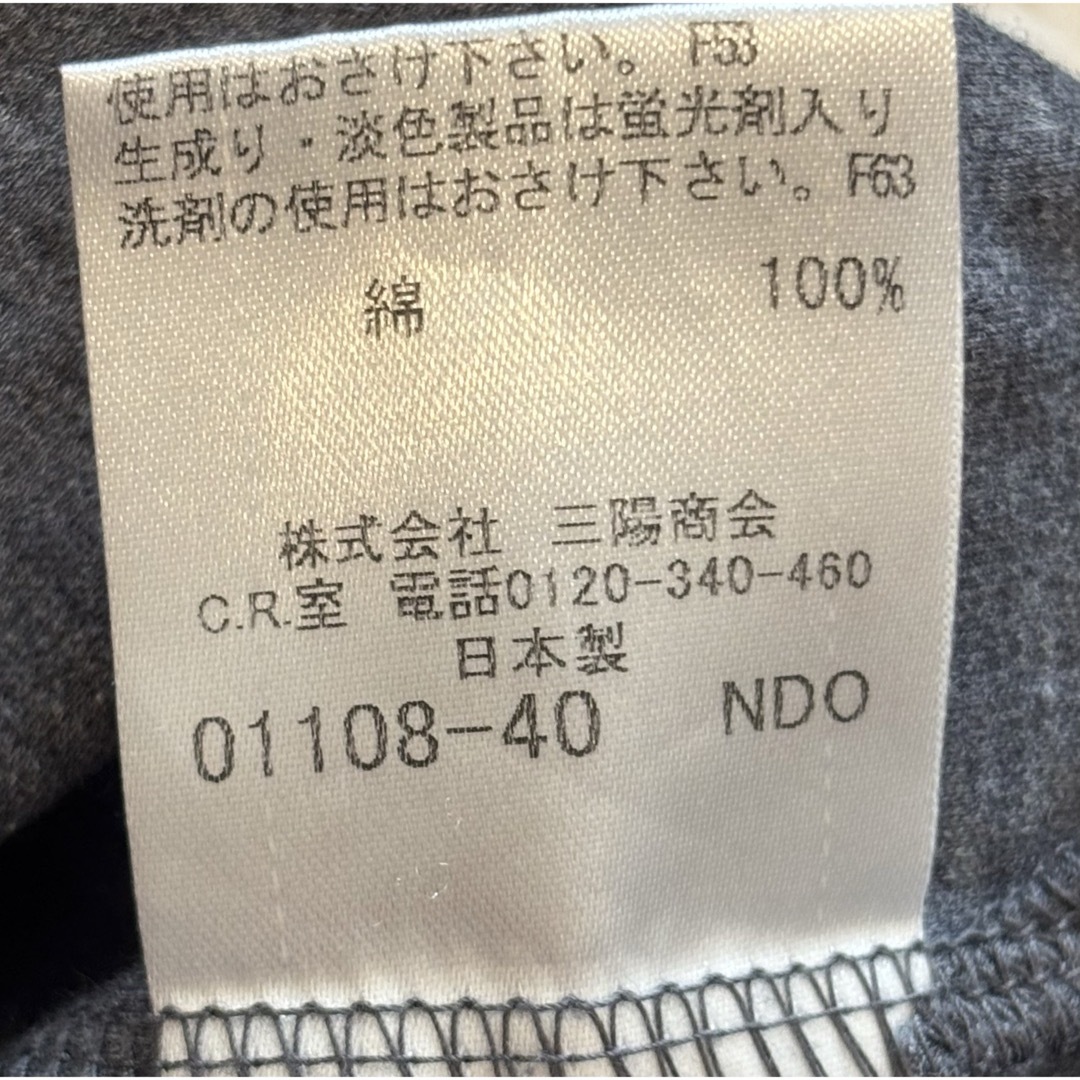 使用はおさけ下さい。 F53
生成り・淡色製品は蛍光剤入り
洗剤の使用はおさけ下さい。 F63
綿 100%
株式会社 三陽商会
C.R.室 電話0120-340-460
日本製
01108-40 NDO